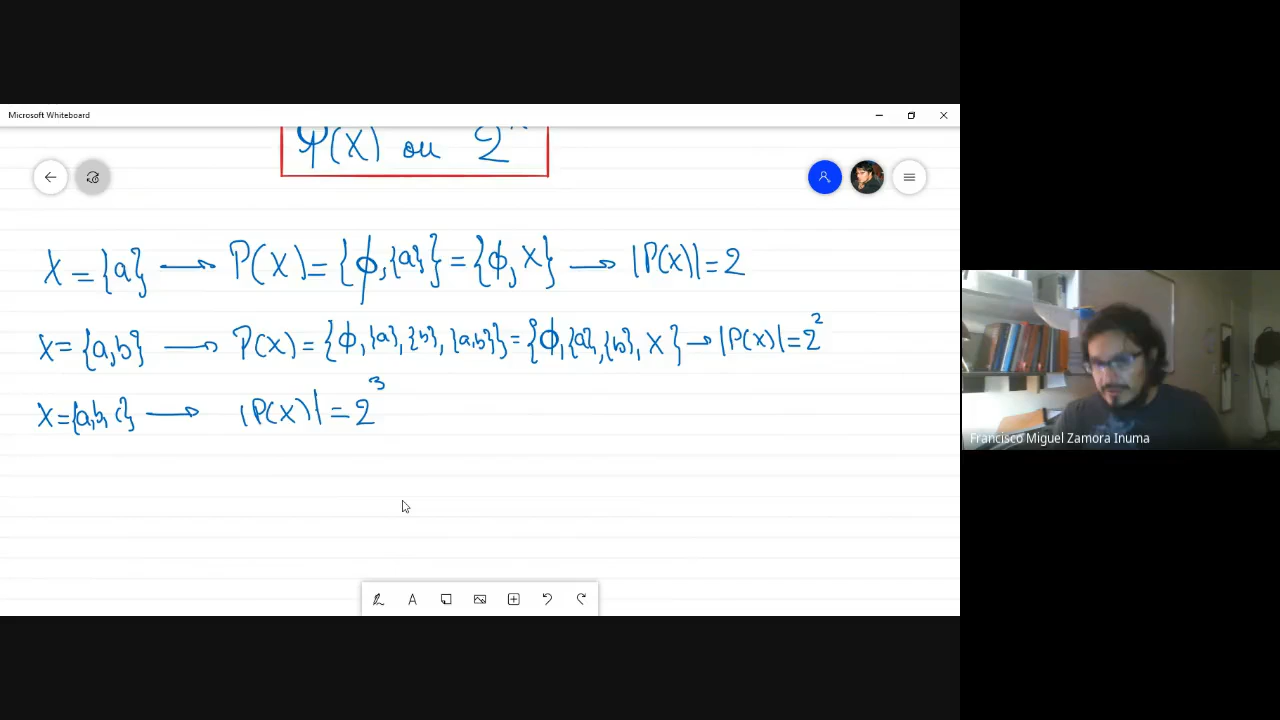 Microsoft Whiteboard
P(X) ou 2^X
X = {a} → P(X) = {ϕ, {a}} = {ϕ, X} → |P(X)| = 2
X = {a,b} → P(X) = {ϕ, {a}, {b}, {a,b}} = {ϕ, {a}, {b}, X} → |P(X)| = 2²
X = {a,b,c} → |P(X)| = 2³
Francisco Miguel Zamora Inuma
A